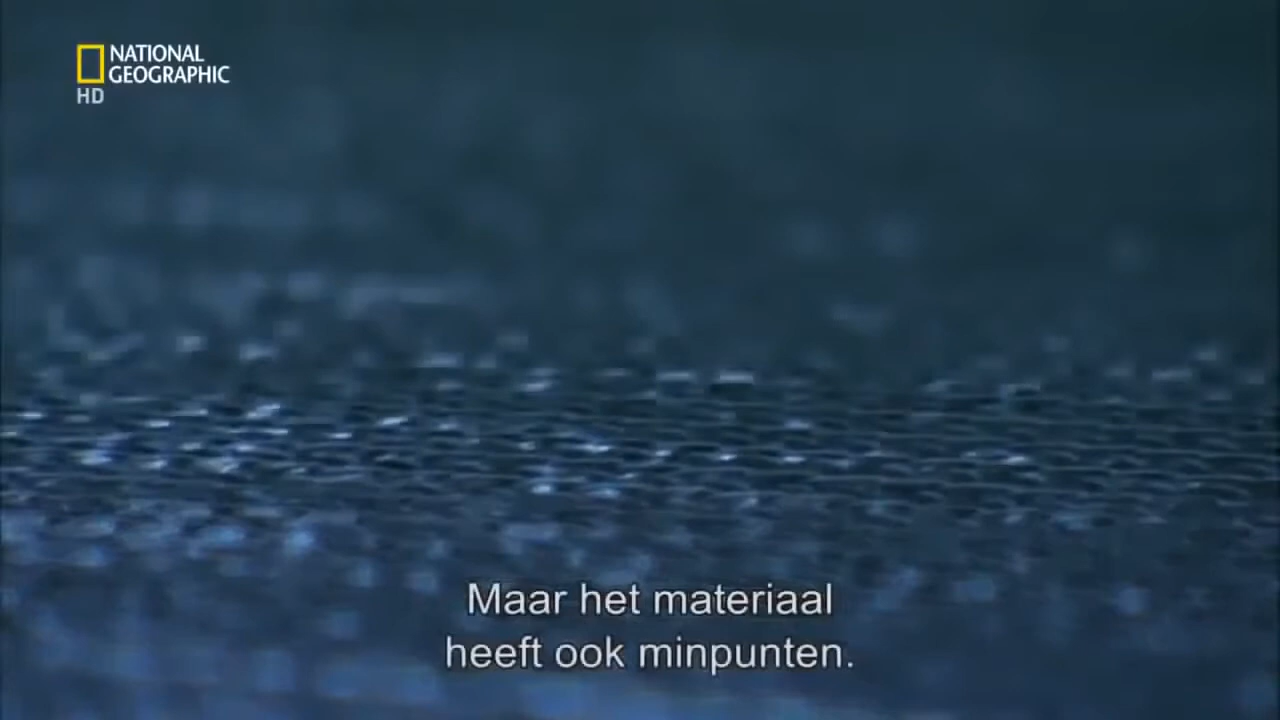 NATIONAL
GEOGRAPHIC
HD
Maar het materiaal
heeft ook minpunten.